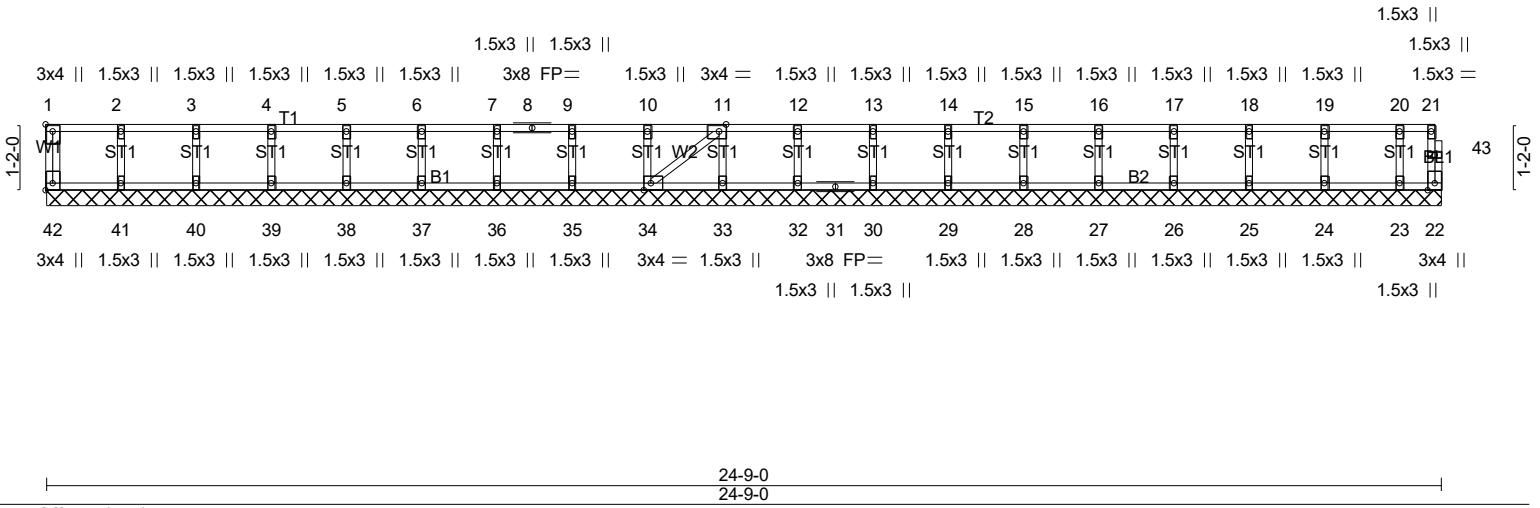 1.5x3 ||
1.5x3 || 1.5x3 || 1.5x3 ||
3x4 || 1.5x3 || 1.5x3 || 1.5x3 || 1.5x3 || 1.5x3 || 3x8 FP= 1.5x3 || 3x4 = 1.5x3 || 1.5x3 || 1.5x3 || 1.5x3 || 1.5x3 || 1.5x3 || 1.5x3 || 1.5x3 || 1.5x3 =
1 2 3 4 5 6 7 8 9 10 11 12 13 14 15 16 17 18 19 20 21
T1 T2
1-2-0 W1 ST1 ST1 ST1 ST1 ST1 ST1 ST1 ST1 W2 ST1 ST1 ST1 ST1 ST1 ST1 ST1 ST1 ST1 ST1 43 1-2-0
B1 B2
42 41 40 39 38 37 36 35 34 33 32 31 30 29 28 27 26 25 24 23 22
3x4 || 1.5x3 || 1.5x3 || 1.5x3 || 1.5x3 || 1.5x3 || 1.5x3 || 1.5x3 || 3x4 = 1.5x3 || 3x8 FP= 1.5x3 || 1.5x3 || 1.5x3 || 1.5x3 || 1.5x3 || 1.5x3 || 3x4 ||
1.5x3 || 1.5x3 || 1.5x3 ||
24-9-0
24-9-0